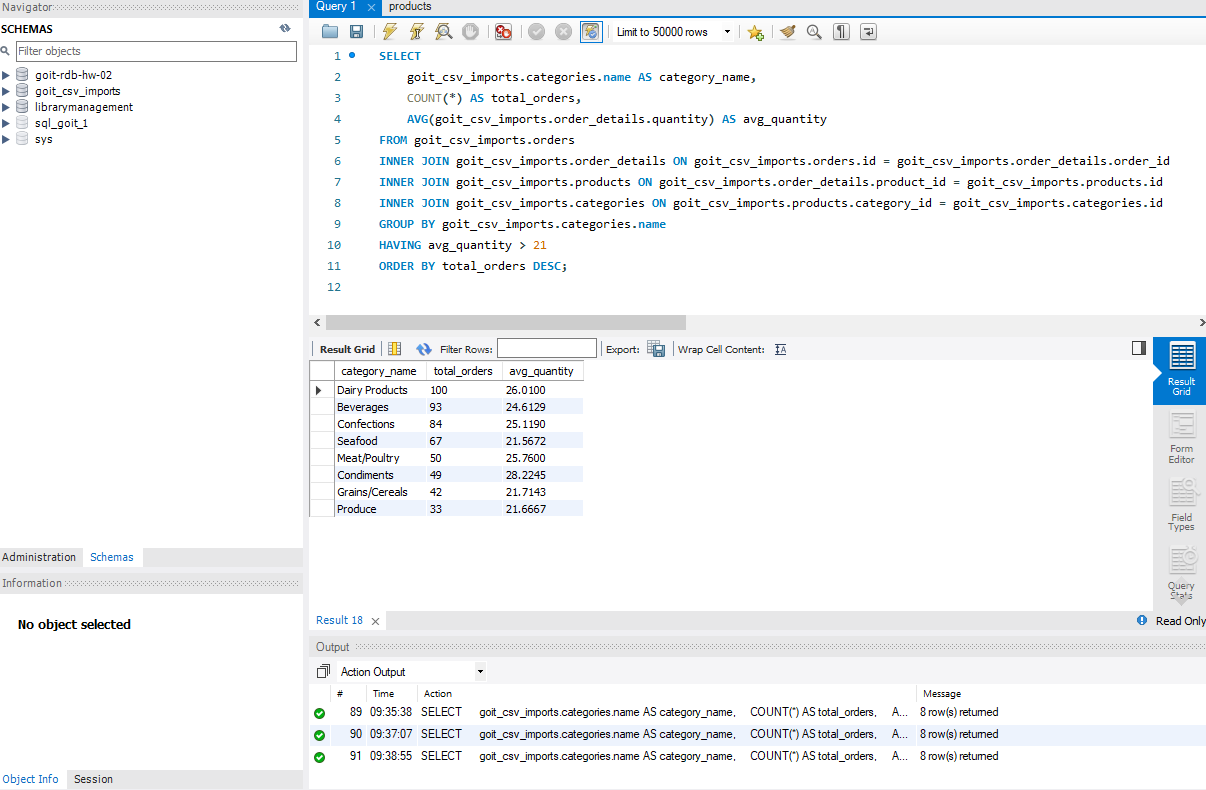 Navigator
SCHEMAS
Filter objects
goit-rdb-hw-02
goit_csv_imports
librarymanagement
sql_goit_1
sys
Administration Schemas
Information
No object selected
Object Info Session
Query 1 products
Limit to 50000 rows
1 SELECT
2 goit_csv_imports.categories.name AS category_name,
3 COUNT(*) AS total_orders,
4 AVG(goit_csv_imports.order_details.quantity) AS avg_quantity
5 FROM goit_csv_imports.orders
6 INNER JOIN goit_csv_imports.order_details ON goit_csv_imports.orders.id = goit_csv_imports.order_details.order_id
7 INNER JOIN goit_csv_imports.products ON goit_csv_imports.order_details.product_id = goit_csv_imports.products.id
8 INNER JOIN goit_csv_imports.categories ON goit_csv_imports.products.category_id = goit_csv_imports.categories.id
9 GROUP BY goit_csv_imports.categories.name
10 HAVING avg_quantity > 21
11 ORDER BY total_orders DESC;
12
Result Grid Filter Rows: Export: Wrap Cell Content:
category_name total_orders avg_quantity
Dairy Products 100 26.0100
Beverages 93 24.6129
Confections 84 25.1190
Seafood 67 21.5672
Meat/Poultry 50 25.7600
Condiments 49 28.2245
Grains/Cereals 42 21.7143
Produce 33 21.6667
Result
Grid
Form
Editor
Field
Types
Query
Stats
Result 18 Read Only
Output
Action Output
# Time Action Message
89 09:35:38 SELECT goit_csv_imports.categories.name AS category_name, COUNT(*) AS total_orders, A... 8 row(s) returned
90 09:37:07 SELECT goit_csv_imports.categories.name AS category_name, COUNT(*) AS total_orders, A... 8 row(s) returned
91 09:38:55 SELECT goit_csv_imports.categories.name AS category_name, COUNT(*) AS total_orders, A... 8 row(s) returned